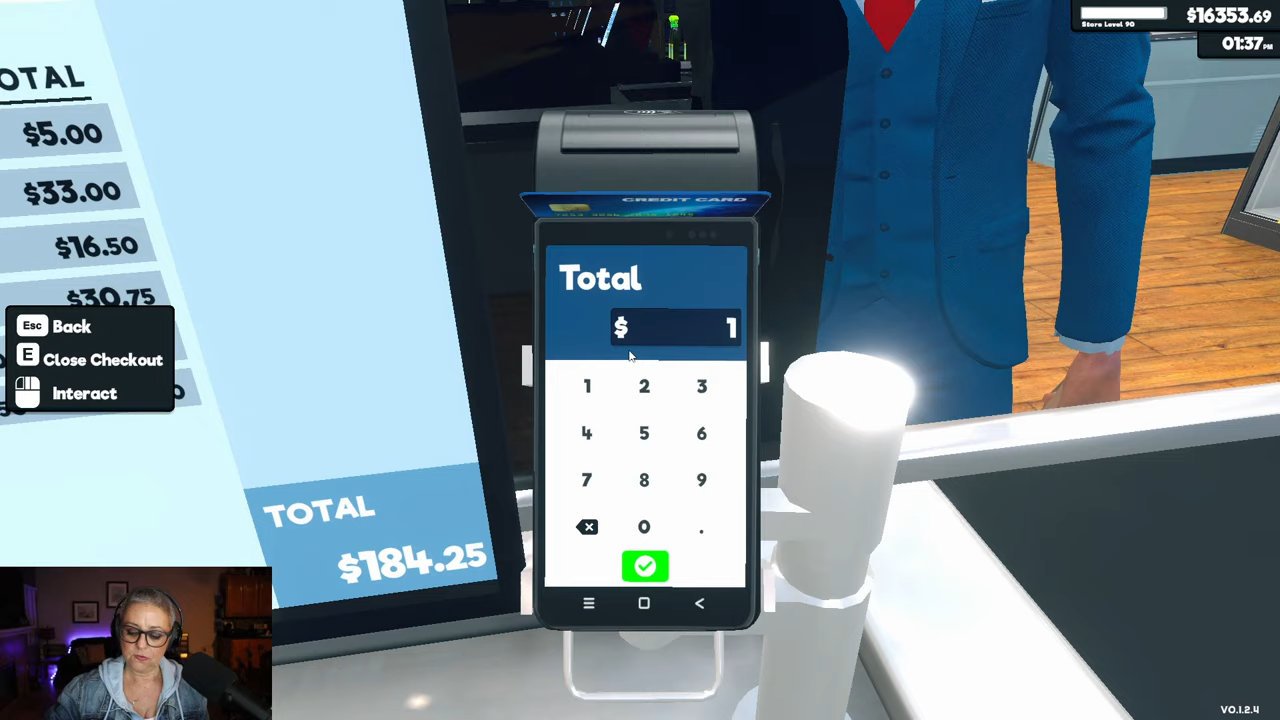 OTAL
$5.00
$33.00
$16.50
$30.75
Esc Back
E Close Checkout
Interact
TOTAL
$184.25
CREDIT CARD
Total
$ 1
1 2 3
4 5 6
7 8 9
0 .
Store Level 90
$16353.69
01:37 PM
V0.1.2.4